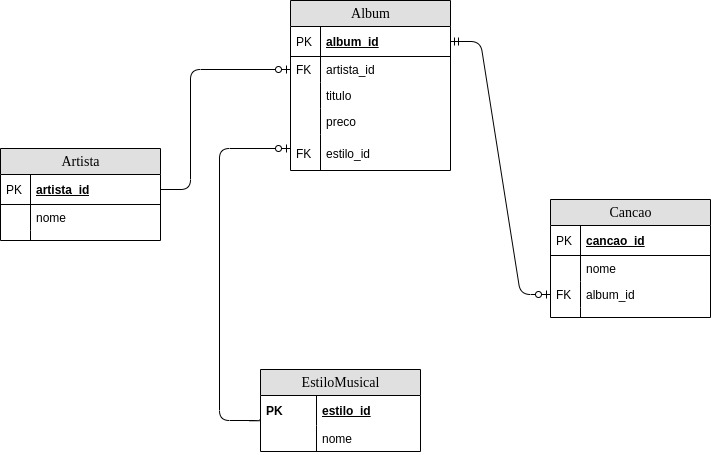 Album
PK album_id
FK artista_id
titulo
preco
FK estilo_id
Artista
PK artista_id
nome
Cancao
PK cancao_id
nome
FK album_id
EstiloMusical
PK estilo_id
nome